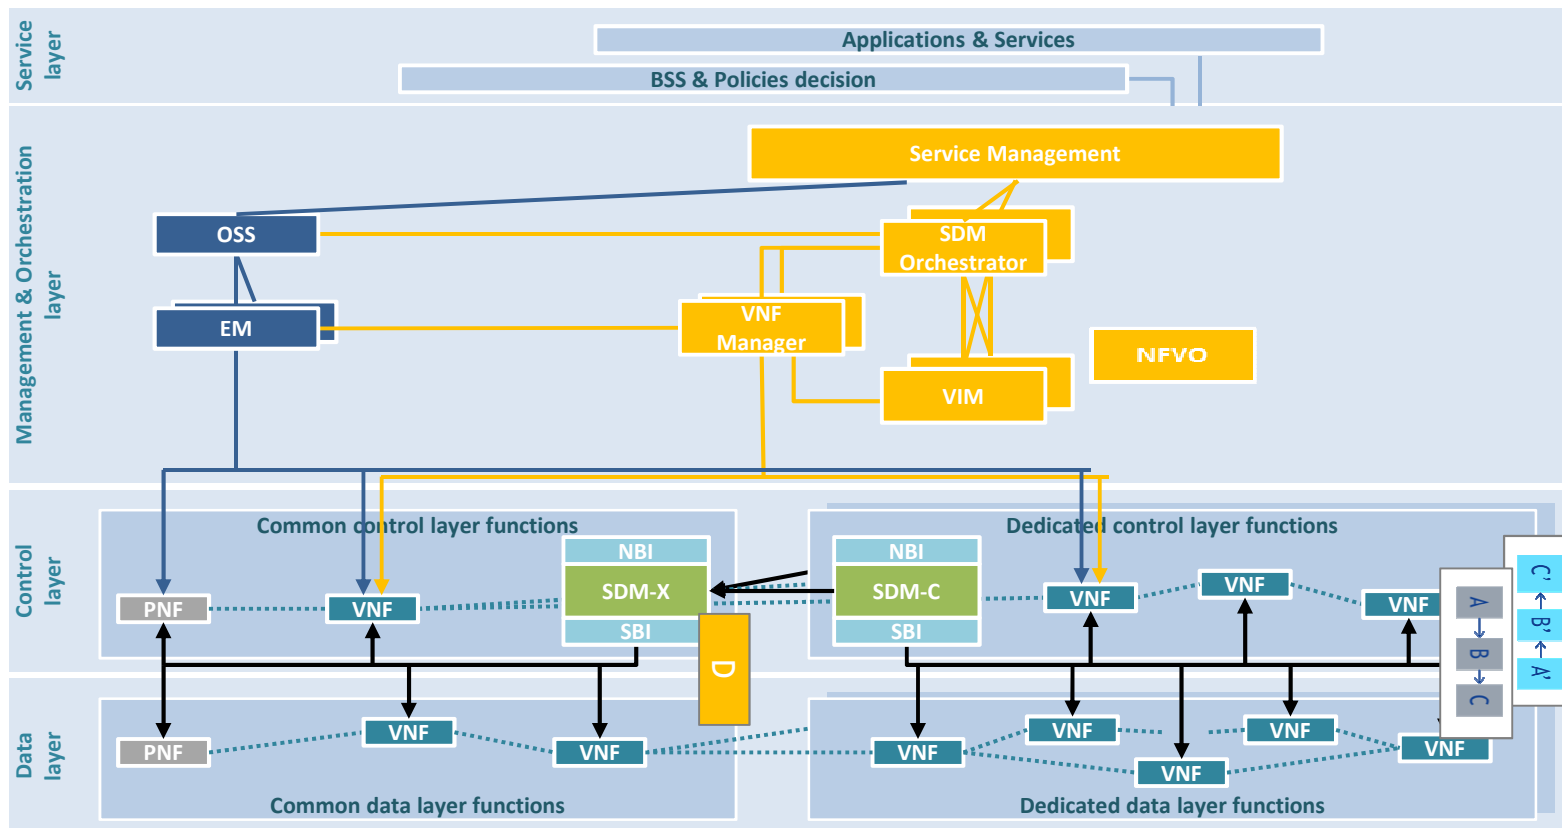 Service
layer
Applications & Services
BSS & Policies decision
Management & Orchestration
layer
Service Management
OSS
SDM
Orchestrator
EM
VNF
Manager
NFVO
VIM
Control
layer
Common control layer functions
Dedicated control layer functions
NBI
SDM-X
SBI
NBI
SDM-C
SBI
PNF
VNF
VNF
VNF
VNF
A
B
C
C'
B'
A'
D
Data
layer
PNF
VNF
VNF
VNF
VNF
VNF
VNF
VNF
Common data layer functions
Dedicated data layer functions